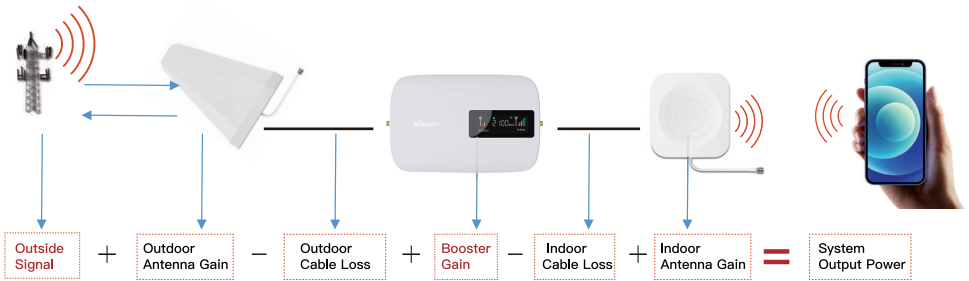 2100
Outside
Signal
+
Outdoor
Antenna Gain
−
Outdoor
Cable Loss
+
Booster
Gain
−
Indoor
Cable Loss
+
Indoor
Antenna Gain
=
System
Output Power